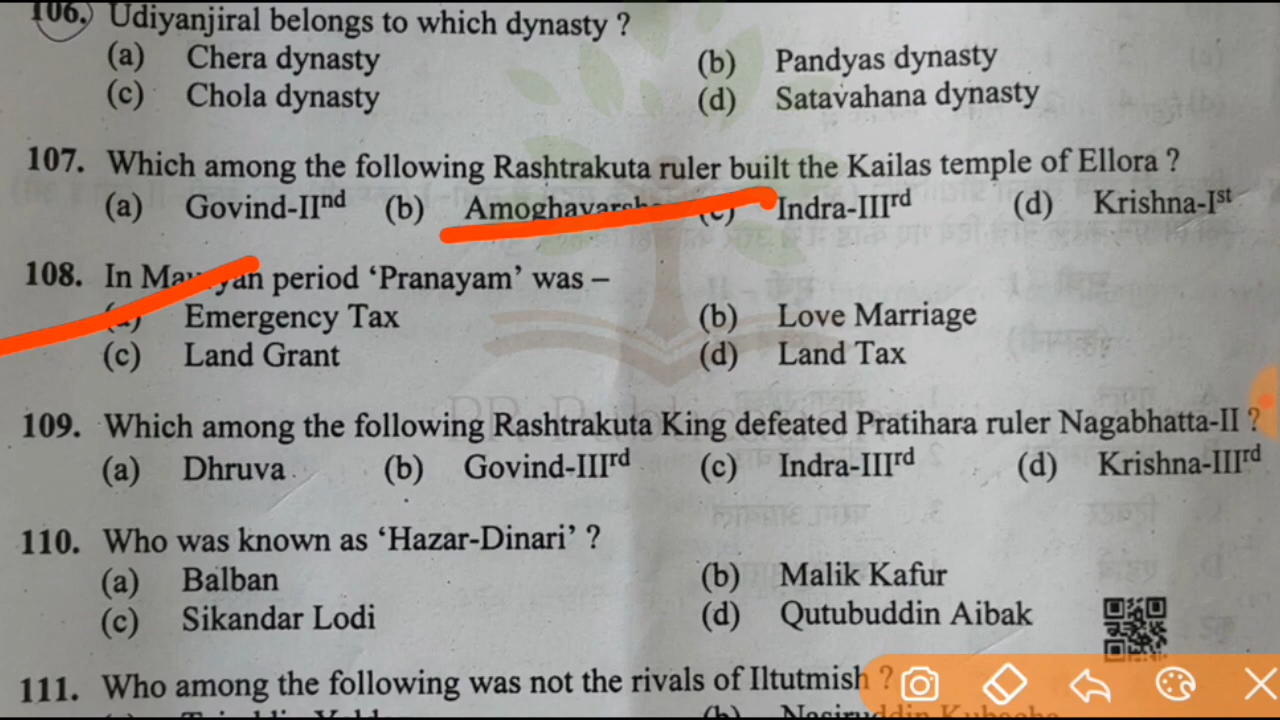 106. Udiyanjiral belongs to which dynasty ?
(a) Chera dynasty (b) Pandyas dynasty
(c) Chola dynasty (d) Satavahana dynasty
107. Which among the following Rashtrakuta ruler built the Kailas temple of Ellora ?
(a) Govind-IInd (b) (c) Indra-IIIrd (d) Krishna-Ist
108. In period ‘Pranayam’ was –
(a) Emergency Tax (b) Love Marriage
(c) Land Grant (d) Land Tax
109. Which among the following Rashtrakuta King defeated Pratihara ruler Nagabhatta-II ?
(a) Dhruva (b) Govind-IIIrd (c) Indra-IIIrd (d) Krishna-IIIrd
110. Who was known as ‘Hazar-Dinari’ ?
(a) Balban (b) Malik Kafur
(c) Sikandar Lodi (d) Qutubuddin Aibak
111. Who among the following was not the rivals of Iltutmish ?
(b)